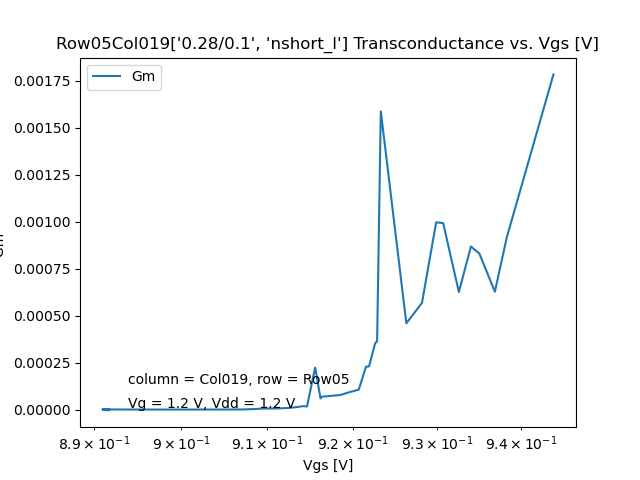 Row05Col019['0.28/0.1', 'nshort_l'] Transconductance vs. Vgs [V]
Gm
0.00175
0.00150
0.00125
0.00100
0.00075
0.00050
0.00025
0.00000
Gm
column = Col019, row = Row05
Vg = 1.2 V, Vdd = 1.2 V
8.9 × 10⁻¹ 9 × 10⁻¹ 9.1 × 10⁻¹ 9.2 × 10⁻¹ 9.3 × 10⁻¹ 9.4 × 10⁻¹
Vgs [V]